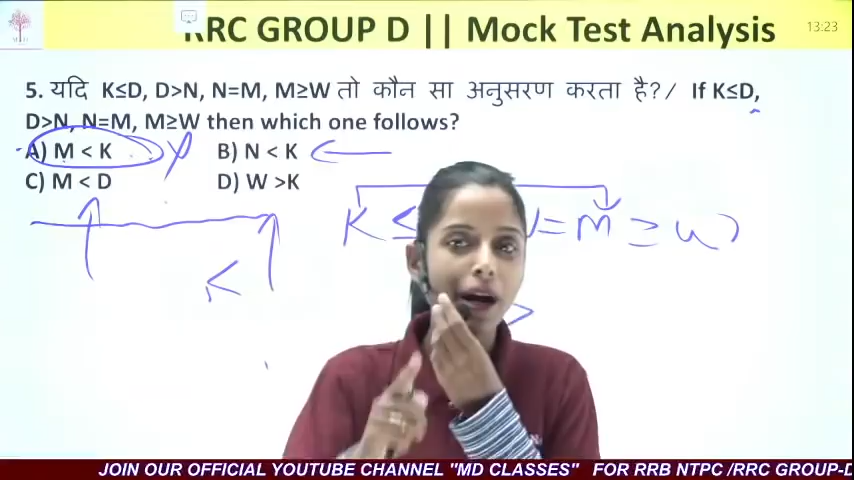 RRC GROUP D || Mock Test Analysis
13:23
5. यदि K≤D, D>N, N=M, M≥W तो कौन सा अनुसरण करता है?/ If K≤D,
D>N, N=M, M≥W then which one follows?
A) M < K B) N < K
C) M < D D) W >K
K ≤ = M ≥ W
<
>
JOIN OUR OFFICIAL YOUTUBE CHANNEL "MD CLASSES" FOR RRB NTPC /RRC GROUP-D